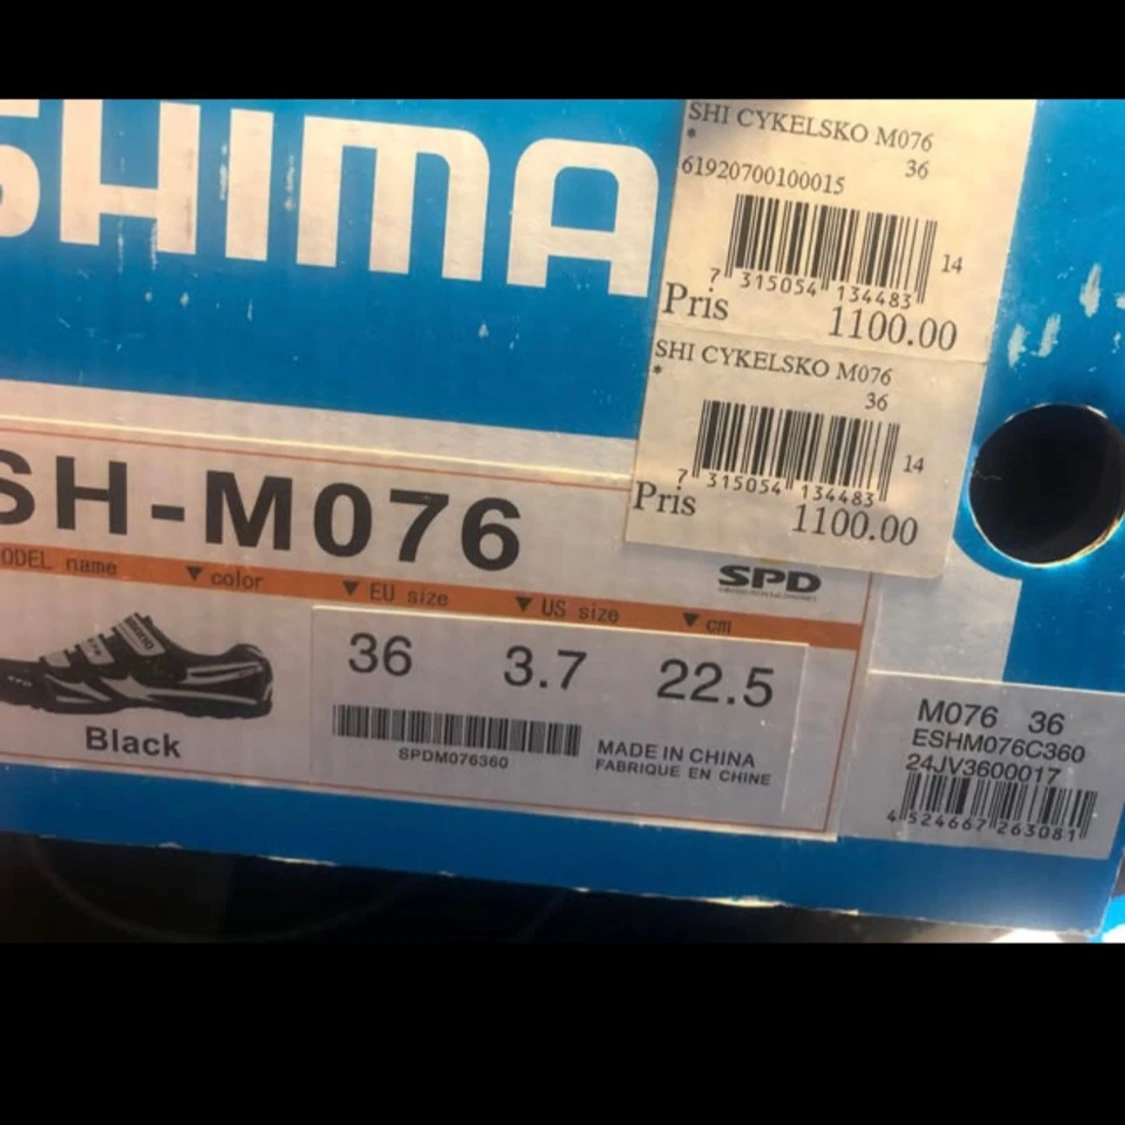 SHIMA
SHI CYKELSKO M076
*
36
61920700100015
14
7 315054 134483
Pris 1100.00
SHI CYKELSKO M076
*
36
14
7 315054 134483
Pris 1100.00
SH-M076
ODEL name ▼ color ▼ EU size ▼ US size ▼ cm
SPD
36 3.7 22.5
Black
SPDM076360
MADE IN CHINA
FABRIQUE EN CHINE
M076 36
ESHM076C360
24JV3600017
4 524667 263081